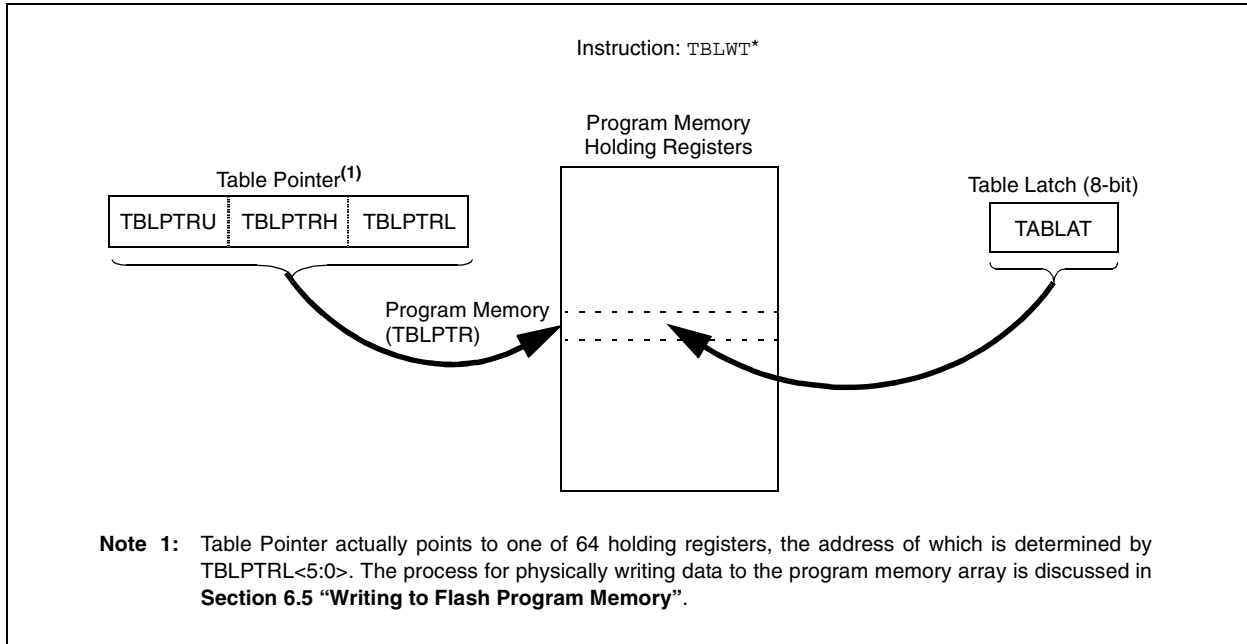 Instruction: TBLWT*
Program Memory
Holding Registers
Table Pointer(1)
Table Latch (8-bit)
TBLPTRU TBLPTRH TBLPTRL
TABLAT
Program Memory
(TBLPTR)
Note 1: Table Pointer actually points to one of 64 holding registers, the address of which is determined by
TBLPTRL<5:0>. The process for physically writing data to the program memory array is discussed in
Section 6.5 “Writing to Flash Program Memory”.